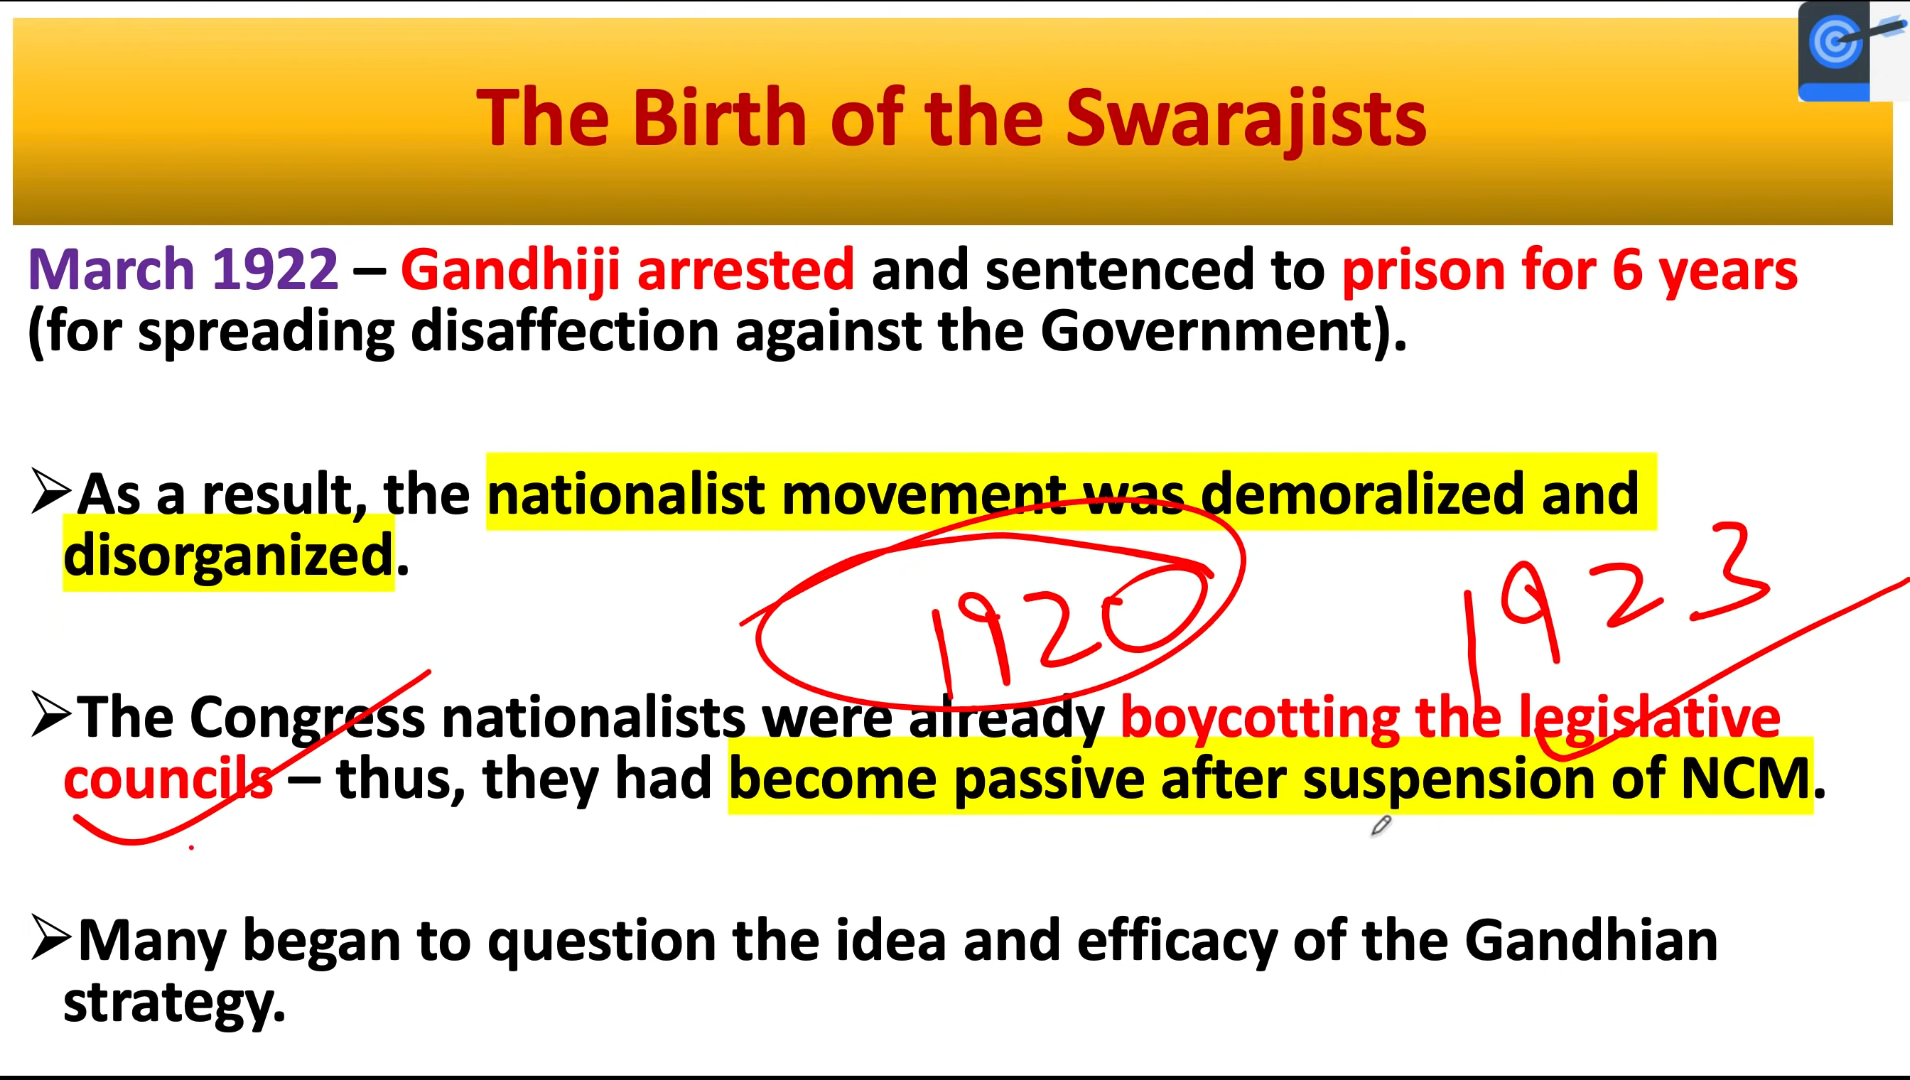 The Birth of the Swarajists
March 1922 – Gandhiji arrested and sentenced to prison for 6 years
(for spreading disaffection against the Government).
➢As a result, the nationalist movement was demoralized and
disorganized.
1920
1923
➢The Congress nationalists were already boycotting the legislative
councils – thus, they had become passive after suspension of NCM.
➢Many began to question the idea and efficacy of the Gandhian
strategy.